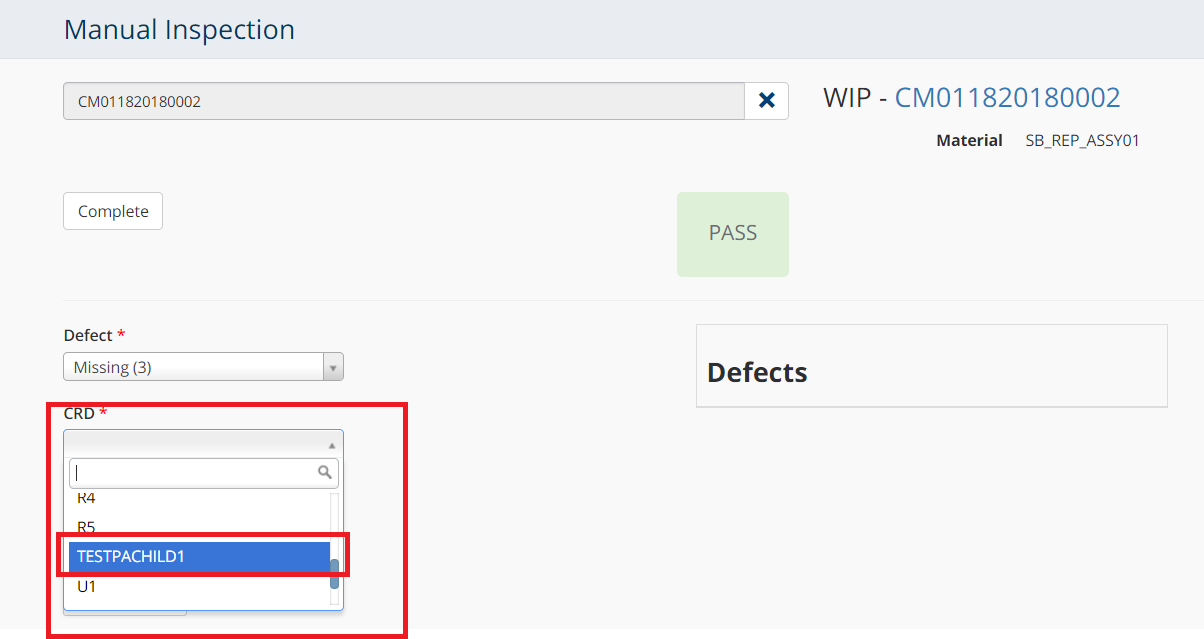 Manual Inspection
CM011820180002
WIP - CM011820180002
Material SB_REP_ASSY01
Complete
PASS
Defect *
Missing (3)
Defects
CRD *
R4
R5
TESTPACHILD1
U1